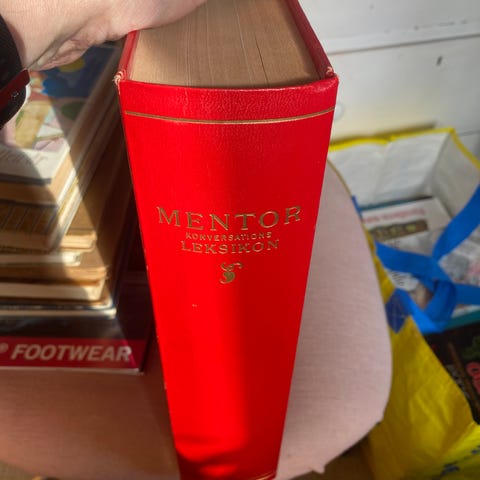 MENTOR
KONVERSATIONS
LEKSIKON
® FOOTWEAR